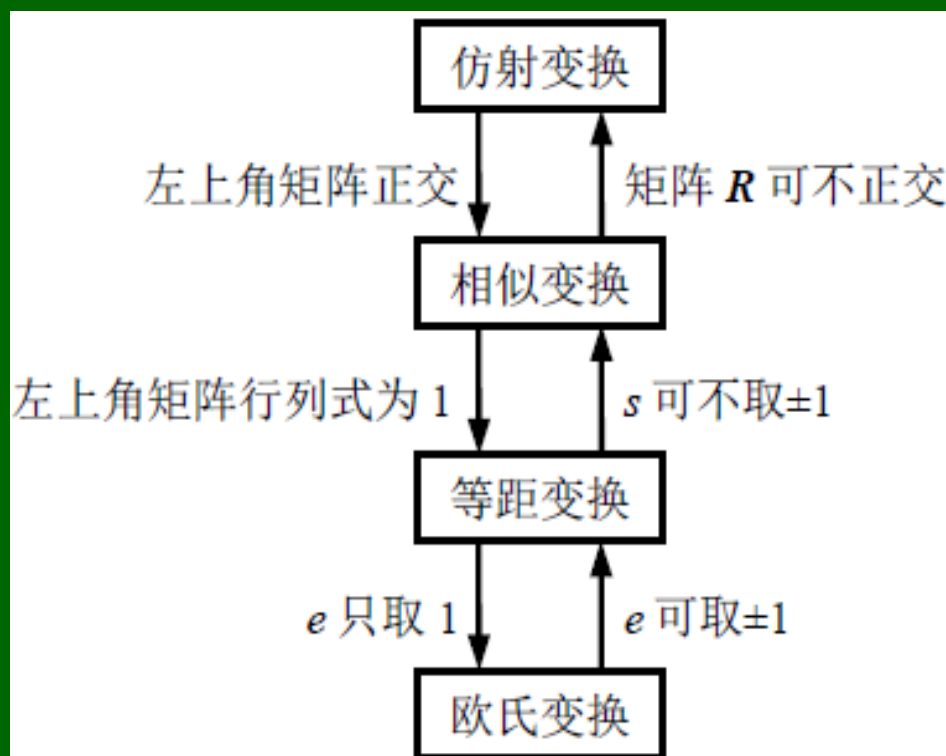 仿射变换
左上角矩阵正交
矩阵 R 可不正交
相似变换
左上角矩阵行列式为 1
s 可不取±1
等距变换
e 只取 1
e 可取±1
欧氏变换